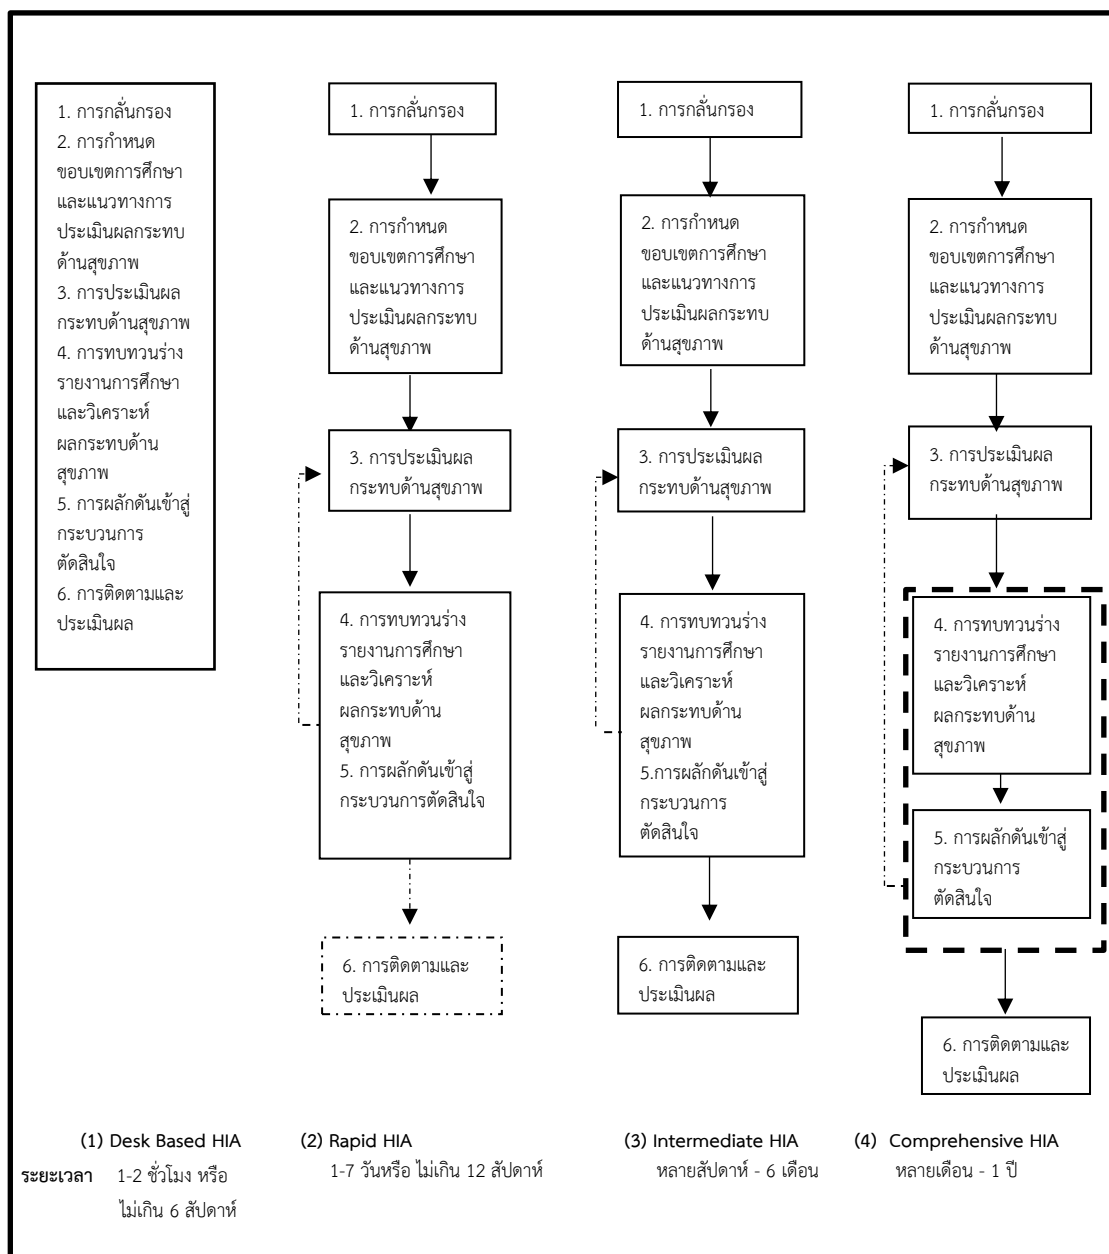 1. การกลั่นกรอง
2. การกำหนด
ขอบเขตการศึกษา
และแนวทางการ
ประเมินผลกระทบ
ด้านสุขภาพ
3. การประเมินผล
กระทบด้านสุขภาพ
4. การทบทวนร่าง
รายงานการศึกษา
และวิเคราะห์
ผลกระทบด้าน
สุขภาพ
5. การผลักดันเข้าสู่
กระบวนการ
ตัดสินใจ
6. การติดตามและ
ประเมินผล
1. การกลั่นกรอง
2. การกำหนด
ขอบเขตการศึกษา
และแนวทางการ
ประเมินผลกระทบ
ด้านสุขภาพ
3. การประเมินผล
กระทบด้านสุขภาพ
4. การทบทวนร่าง
รายงานการศึกษา
และวิเคราะห์
ผลกระทบด้าน
สุขภาพ
5. การผลักดันเข้าสู่
กระบวนการตัดสินใจ
6. การติดตามและ
ประเมินผล
1. การกลั่นกรอง
2. การกำหนด
ขอบเขตการศึกษา
และแนวทางการ
ประเมินผลกระทบ
ด้านสุขภาพ
3. การประเมินผล
กระทบด้านสุขภาพ
4. การทบทวนร่าง
รายงานการศึกษา
และวิเคราะห์
ผลกระทบด้าน
สุขภาพ
5.การผลักดันเข้าสู่
กระบวนการ
ตัดสินใจ
6. การติดตามและ
ประเมินผล
1. การกลั่นกรอง
2. การกำหนด
ขอบเขตการศึกษา
และแนวทางการ
ประเมินผลกระทบ
ด้านสุขภาพ
3. การประเมินผล
กระทบด้านสุขภาพ
4. การทบทวนร่าง
รายงานการศึกษา
และวิเคราะห์
ผลกระทบด้าน
สุขภาพ
5. การผลักดันเข้าสู่
กระบวนการ
ตัดสินใจ
6. การติดตามและ
ประเมินผล
(1) Desk Based HIA
ระยะเวลา 1-2 ชั่วโมง หรือ
ไม่เกิน 6 สัปดาห์
(2) Rapid HIA
1-7 วันหรือ ไม่เกิน 12 สัปดาห์
(3) Intermediate HIA
หลายสัปดาห์ - 6 เดือน
(4) Comprehensive HIA
หลายเดือน - 1 ปี